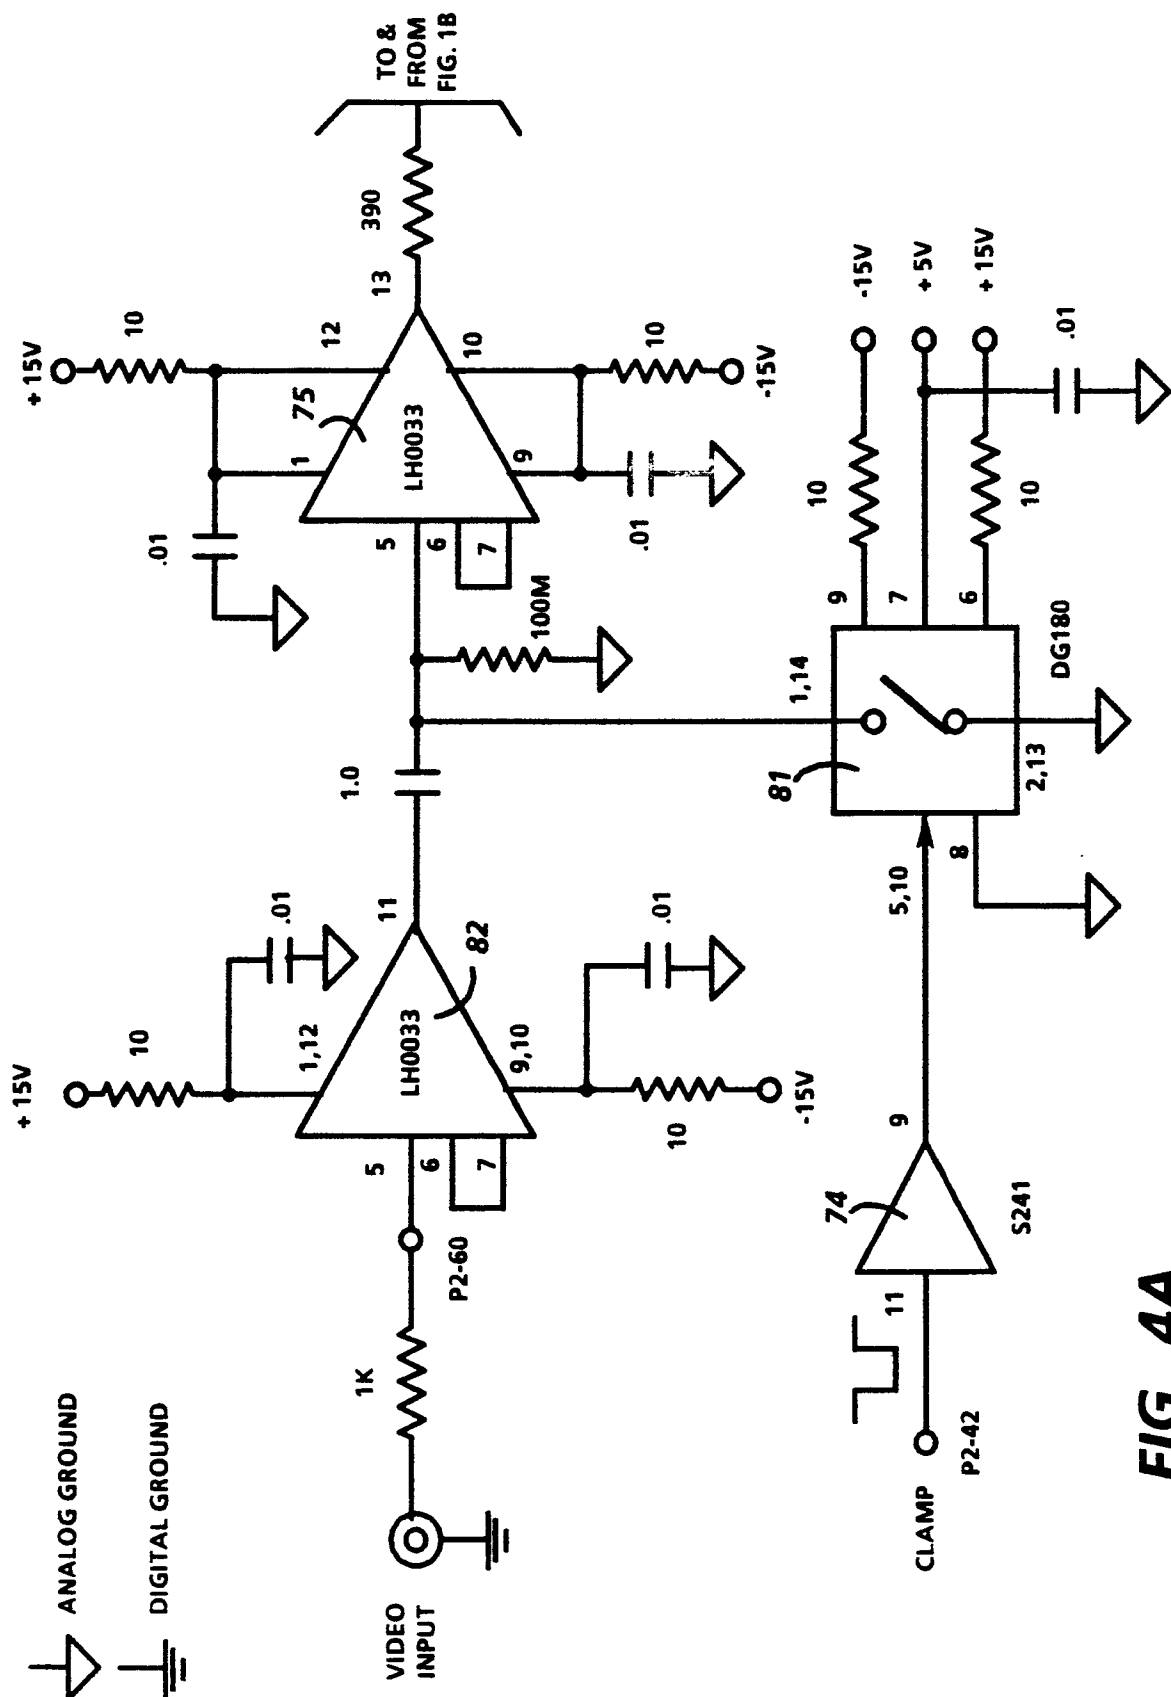 ANALOG GROUND
DIGITAL GROUND
VIDEO
INPUT
1K
P2-60
5
6
7
+ 15V
10
1,12
.01
LH0033
82
11
9,10
.01
10
-15V
1.0
100M
5
6
7
+ 15V
10
.01
1
75
12
LH0033
13
390
9
10
.01
10
-15V
TO &
FROM
FIG. 1B
CLAMP
P2-42
11
74
9
S241
5,10
8
81
1,14
2,13
DG180
9
7
6
10
10
-15V
+ 5V
+ 15V
.01
FIG. 4A